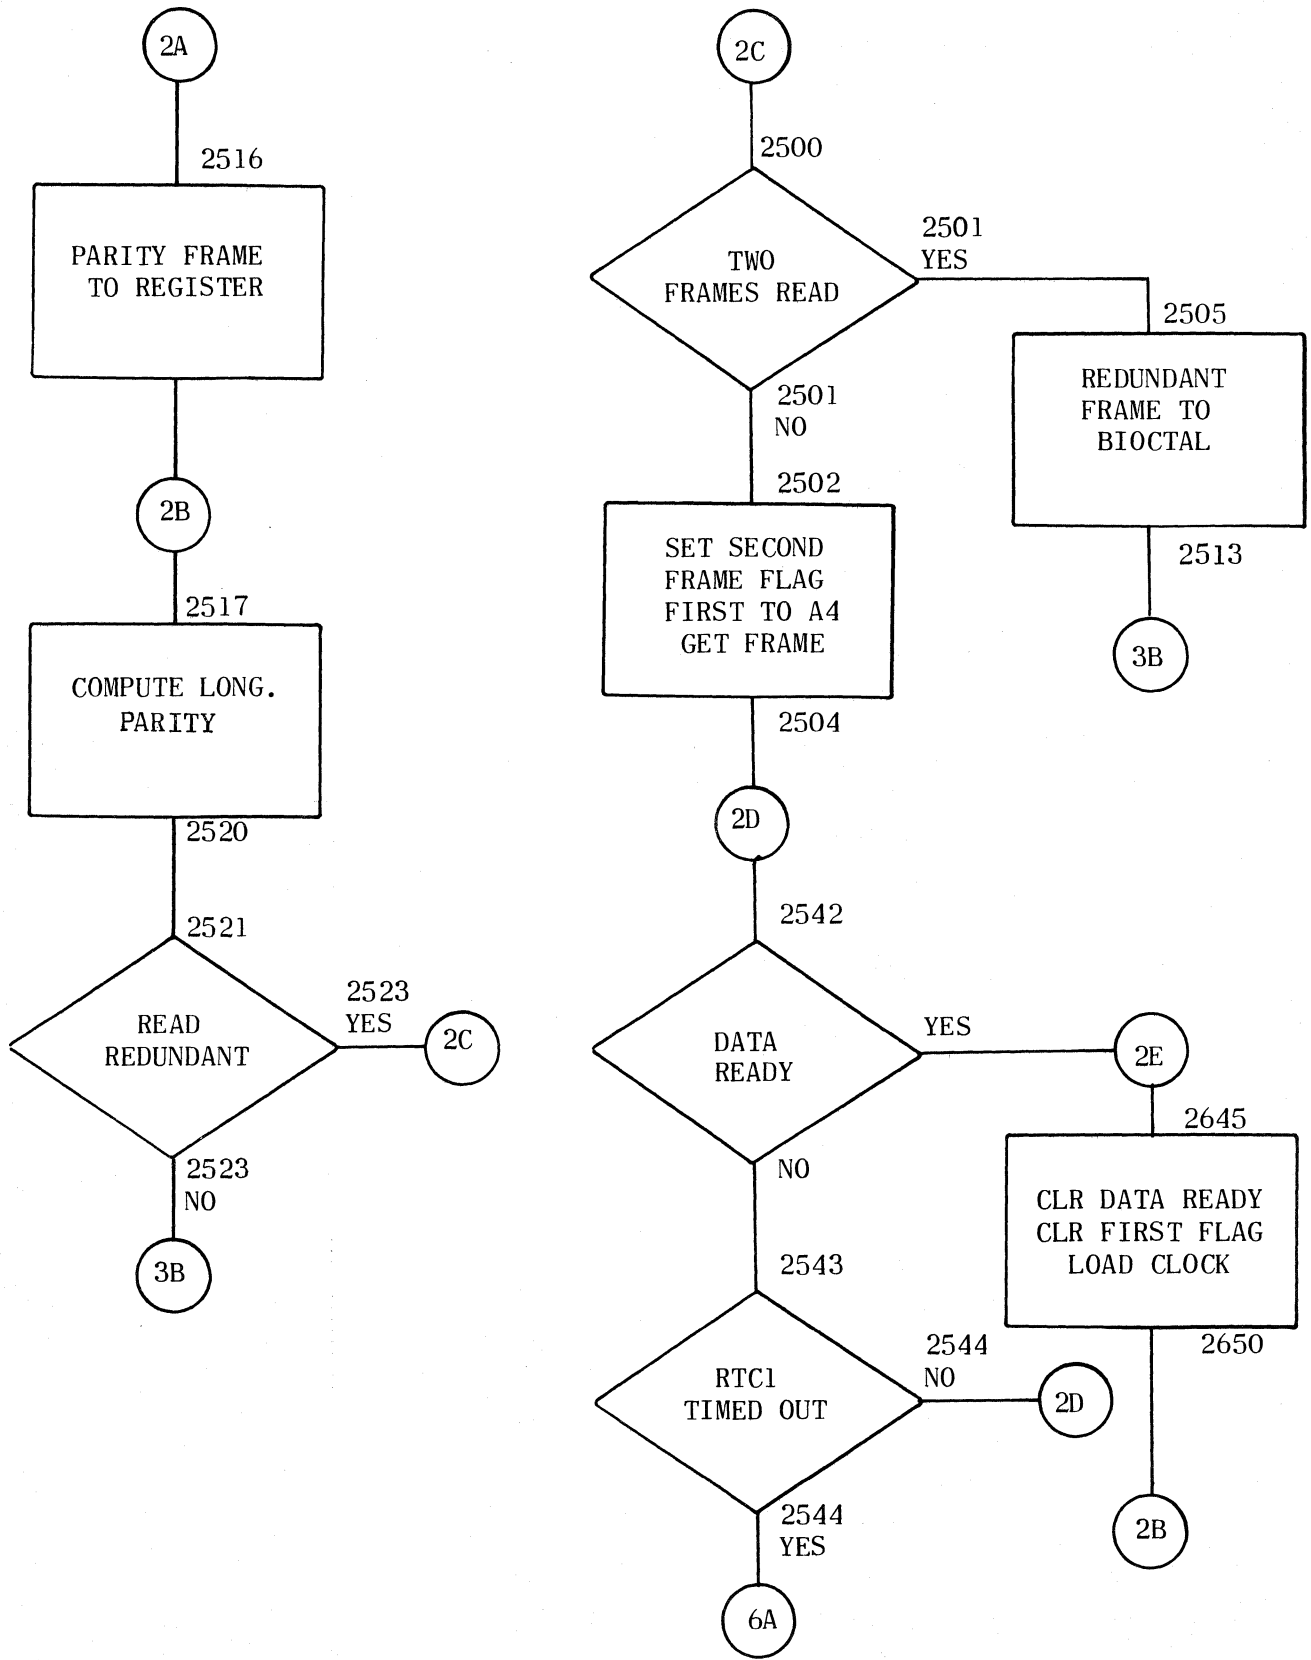 2A
2516
PARITY FRAME
TO REGISTER
2B
2517
COMPUTE LONG.
PARITY
2520
2521
READ
REDUNDANT
2523
YES
2C
2523
NO
3B
2C
2500
TWO
FRAMES READ
2501
YES
2505
REDUNDANT
FRAME TO
BIOCTAL
2513
3B
2501
NO
2502
SET SECOND
FRAME FLAG
FIRST TO A4
GET FRAME
2504
2D
2542
DATA
READY
YES
2E
2645
CLR DATA READY
CLR FIRST FLAG
LOAD CLOCK
2650
2B
NO
2543
RTC1
TIMED OUT
2544
NO
2D
2544
YES
6A